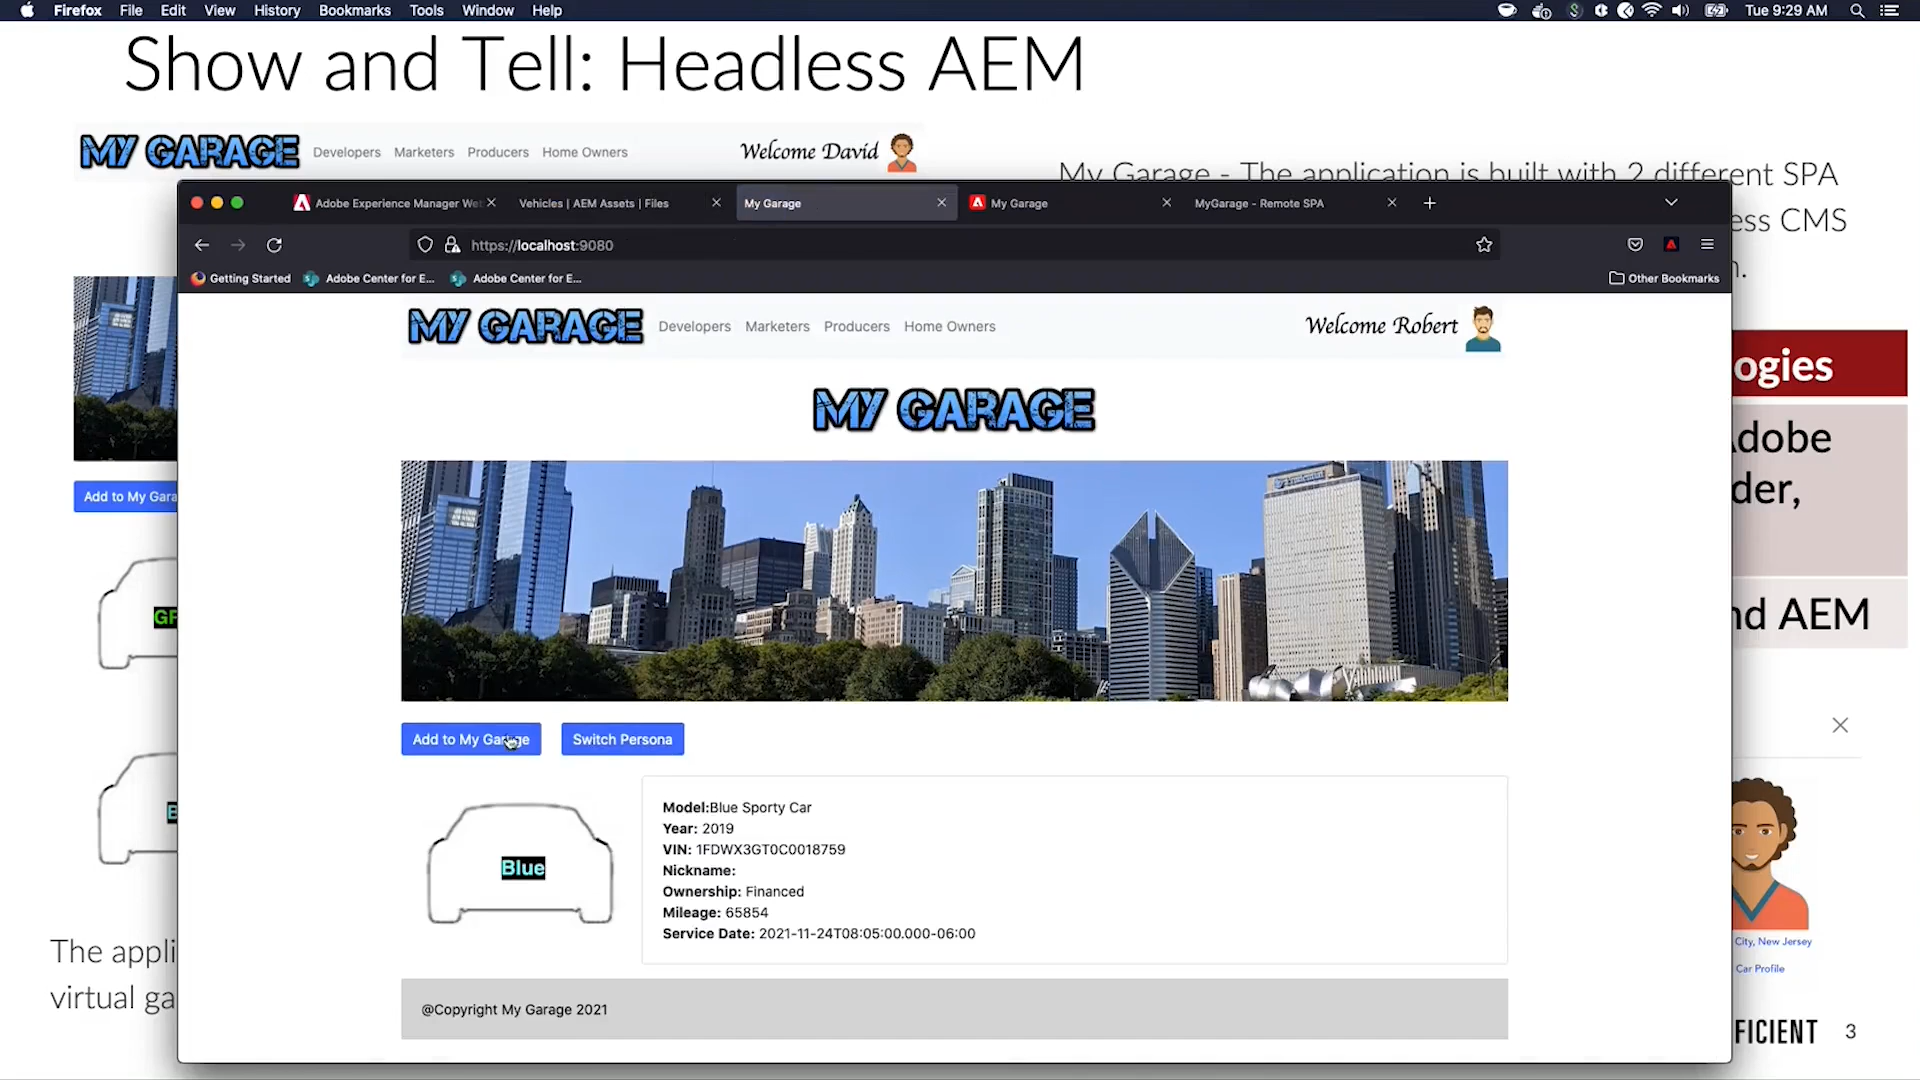 Firefox File Edit View History Bookmarks Tools Window Help Tue 9:29 AM
Show and Tell: Headless AEM
MY GARAGE Developers Marketers Producers Home Owners Welcome David
My Garage - The application is built with 2 different SPA
ess CMS
Adobe Experience Manager We Vehicles | AEM Assets | Files My Garage My Garage MyGarage - Remote SPA
https://localhost:9080
Getting Started Adobe Center for E... Adobe Center for E... Other Bookmarks
MY GARAGE Developers Marketers Producers Home Owners Welcome Robert
ogies
MY GARAGE
Adobe
der,
Add to My Gara
nd AEM
Add to My Garage Switch Persona
Model:Blue Sporty Car
Year: 2019
VIN: 1FDWX3GT0C0018759
Nickname:
Ownership: Financed
Mileage: 65854
Service Date: 2021-11-24T08:05:00.000-06:00
Blue
City, New Jersey
Car Profile
The appli
virtual ga
@Copyright My Garage 2021
FICIENT 3